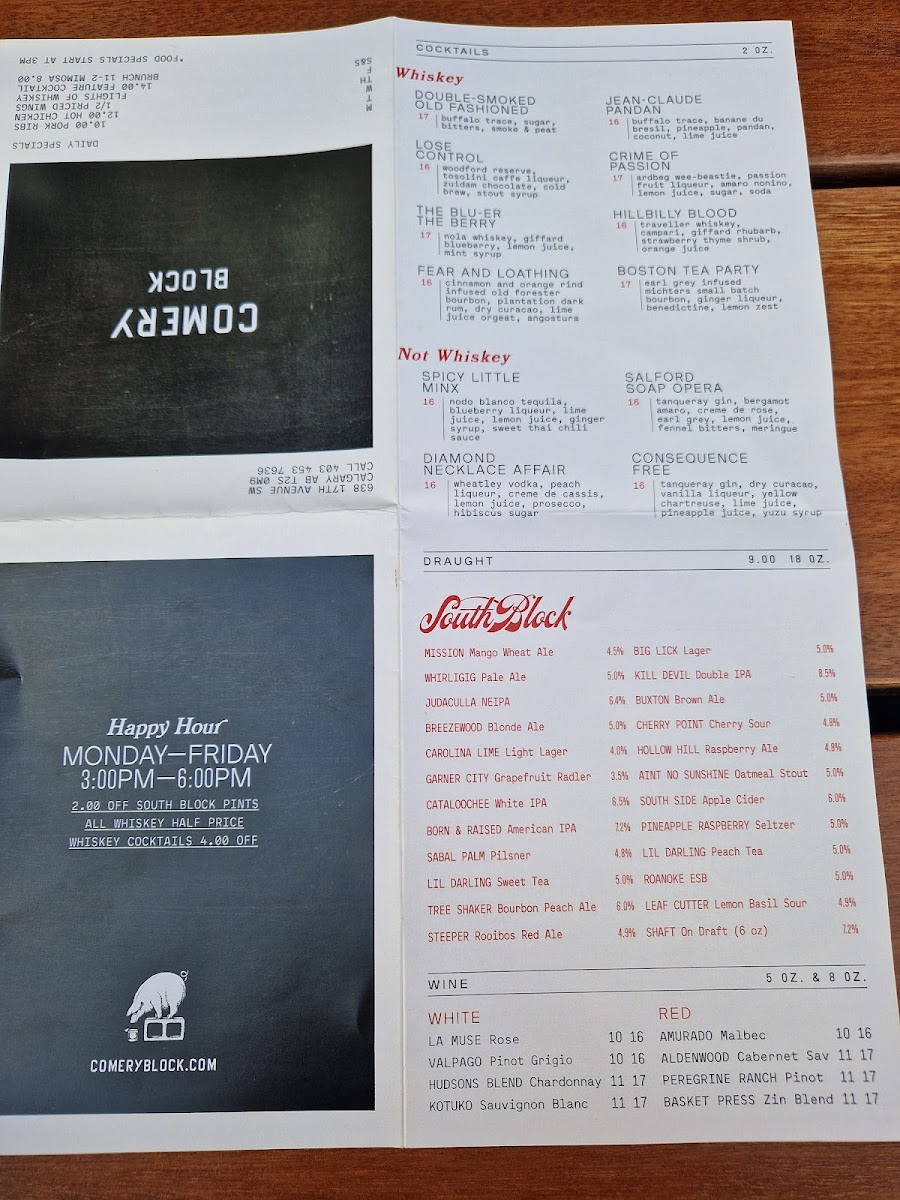 *FOOD SPECIALS START AT 3PM
S&S BRUNCH 11-2 MIMOSA 8.00
F 14.00 FEATURE COCKTAIL
TH FLIGHTS OF WHISKEY
W 1/2 PRICED WINGS
T 12.00 HOT CHICKEN
M 10.00 PORK RIBS
DAILY SPECIALS
COMERY
BLOCK
638 17TH AVENUE SW
CALGARY AB T2S 0M9
CALL 403 453 7636
Happy Hour
MONDAY—FRIDAY
3:00PM—6:00PM
2.00 OFF SOUTH BLOCK PINTS
ALL WHISKEY HALF PRICE
WHISKEY COCKTAILS 4.00 OFF
COMERYBLOCK.COM
COCKTAILS 2 OZ.
Whiskey
DOUBLE-SMOKED
OLD FASHIONED
17 buffalo trace, sugar,
bitters, smoke & peat
LOSE
CONTROL
16 woodford reserve,
tosolini caffe liqueur,
zuidam chocolate, cold
brew, stout syrup
THE BLU-ER
THE BERRY
17 nola whiskey, giffard
blueberry, lemon juice,
mint syrup
FEAR AND LOATHING
16 cinnamon and orange rind
infused old forester
bourbon, plantation dark
rum, dry curacao, lime
juice orgeat, angostura
JEAN-CLAUDE
PANDAN
16 buffalo trace, banane du
bresil, pineapple, pandan,
coconut, lime juice
CRIME OF
PASSION
17 ardbeg wee-beastie, passion
fruit liqueur, amaro nonino,
lemon juice, sugar, soda
HILLBILLY BLOOD
16 traveller whiskey,
campari, giffard rhubarb,
strawberry thyme shrub,
orange juice
BOSTON TEA PARTY
17 earl grey infused
michters small batch
bourbon, ginger liqueur,
benedictine, lemon zest
Not Whiskey
SPICY LITTLE
MINX
16 nodo blanco tequila,
blueberry liqueur, lime
juice, lemon juice, ginger
syrup, sweet thai chili
sauce
DIAMOND
NECKLACE AFFAIR
16 wheatley vodka, peach
liqueur, creme de cassis,
lemon juice, prosecco,
hibiscus sugar
SALFORD
SOAP OPERA
16 tanqueray gin, bergamot
amaro, creme de rose,
earl grey, lemon juice,
fennel bitters, meringue
CONSEQUENCE
FREE
16 tanqueray gin, dry curacao,
vanilla liqueur, yellow
chartreuse, lime juice,
pineapple juice, yuzu syrup
DRAUGHT 9.00 18 OZ.
South Block
MISSION Mango Wheat Ale 4.5%
WHIRLIGIG Pale Ale 5.0%
JUDACULLA NEIPA 6.4%
BREEZEWOOD Blonde Ale 5.0%
CAROLINA LIME Light Lager 4.0%
GARNER CITY Grapefruit Radler 3.5%
CATALOOCHEE White IPA 6.5%
BORN & RAISED American IPA 7.2%
SABAL PALM Pilsner 4.8%
LIL DARLING Sweet Tea 5.0%
TREE SHAKER Bourbon Peach Ale 6.0%
STEEPER Rooibos Red Ale 4.9%
BIG LICK Lager 5.0%
KILL DEVIL Double IPA 8.5%
BUXTON Brown Ale 5.0%
CHERRY POINT Cherry Sour 4.8%
HOLLOW HILL Raspberry Ale 4.8%
AINT NO SUNSHINE Oatmeal Stout 5.0%
SOUTH SIDE Apple Cider 6.0%
PINEAPPLE RASPBERRY Seltzer 5.0%
LIL DARLING Peach Tea 5.0%
ROANOKE ESB 5.0%
LEAF CUTTER Lemon Basil Sour 4.9%
SHAFT On Draft (6 oz) 7.2%
WINE 5 OZ. & 8 OZ.
WHITE
LA MUSE Rose 10 16
VALPAGO Pinot Grigio 10 16
HUDSONS BLEND Chardonnay 11 17
KOTUKO Sauvignon Blanc 11 17
RED
AMURADO Malbec 10 16
ALDENWOOD Cabernet Sav 11 17
PEREGRINE RANCH Pinot 11 17
BASKET PRESS Zin Blend 11 17